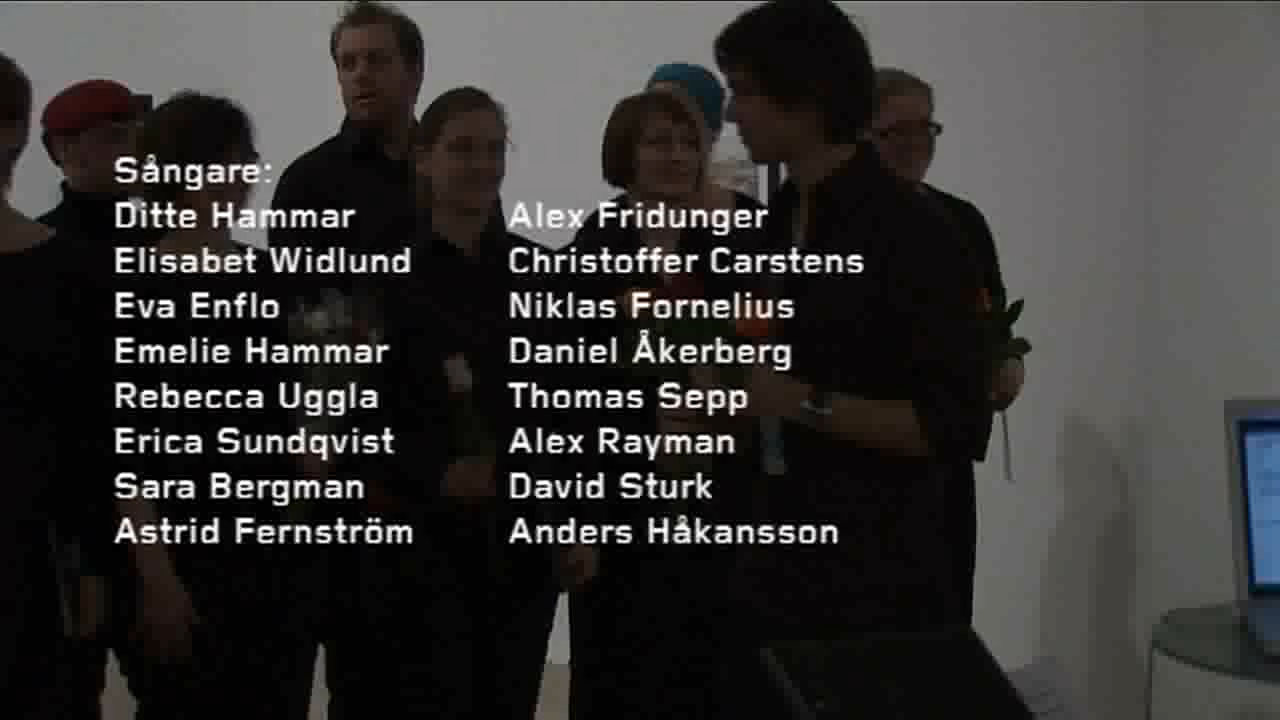 Sångare:
Ditte Hammar
Elisabet Widlund
Eva Enflo
Emelie Hammar
Rebecca Uggla
Erica Sundqvist
Sara Bergman
Astrid Fernström
Alex Fridunger
Christoffer Carstens
Niklas Fornelius
Daniel Åkerberg
Thomas Sepp
Alex Rayman
David Sturk
Anders Håkansson